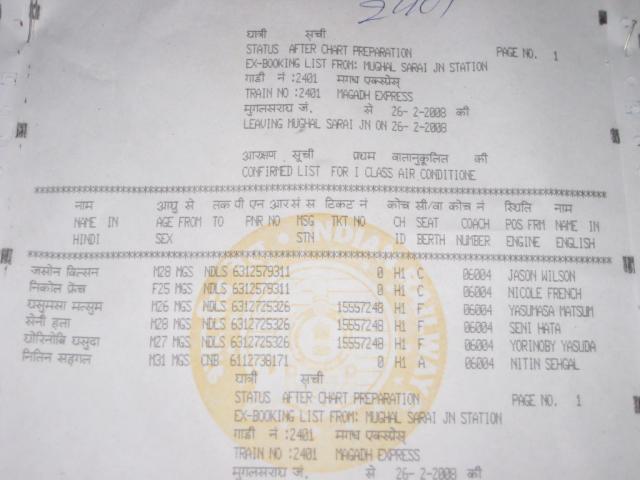 2401
यात्री सूची
STATUS AFTER CHART PREPARATION PAGE NO. 1
EX-BOOKING LIST FROM: MUGHAL SARAI JN STATION
गाडी नं :2401 मगध एक्सप्रेस
TRAIN NO :2401 MAGADH EXPRESS
मुगलसराय जं. से 26- 2-2008 की
LEAVING MUGHAL SARAI JN ON 26- 2-2008
आरक्षण सूची प्रथम वातानुकूलित की
CONFIRMED LIST FOR I CLASS AIR CONDITIONE
नाम आयु से तक पी एन आर सं स टिकट नं कोच सी/बा कोच नं स्थिति नाम
NAME IN AGE FROM TO PNR NO MSG TKT NO CH SEAT COACH POS FRM NAME IN
HINDI SEX STN ID BERTH NUMBER ENGINE ENGLISH
जसोन विल्सन M28 MGS NDLS 6312579311 0 H1 C 06004 JASON WILSON
निकोल फ्रेंच F25 MGS NDLS 6312579311 0 H1 C 06004 NICOLE FRENCH
यसुमसा मत्सुम M26 MGS NDLS 6312725326 15557248 H1 F 06004 YASUMASA MATSUM
सेनी हता M28 MGS NDLS 6312725326 15557248 H1 F 06004 SENI HATA
योरिनोबि यसुदा M27 MGS NDLS 6312725326 15557248 H1 F 06004 YORINOBY YASUDA
नितिन सहगल M31 MGS CNB 6112738171 0 H1 A 06004 NITIN SEHGAL
यात्री सूची
STATUS AFTER CHART PREPARATION PAGE NO. 1
EX-BOOKING LIST FROM: MUGHAL SARAI JN STATION
गाडी नं :2401 मगध एक्सप्रेस
TRAIN NO :2401 MAGADH EXPRESS
मुगलसराय जं. से 26- 2-2008 की